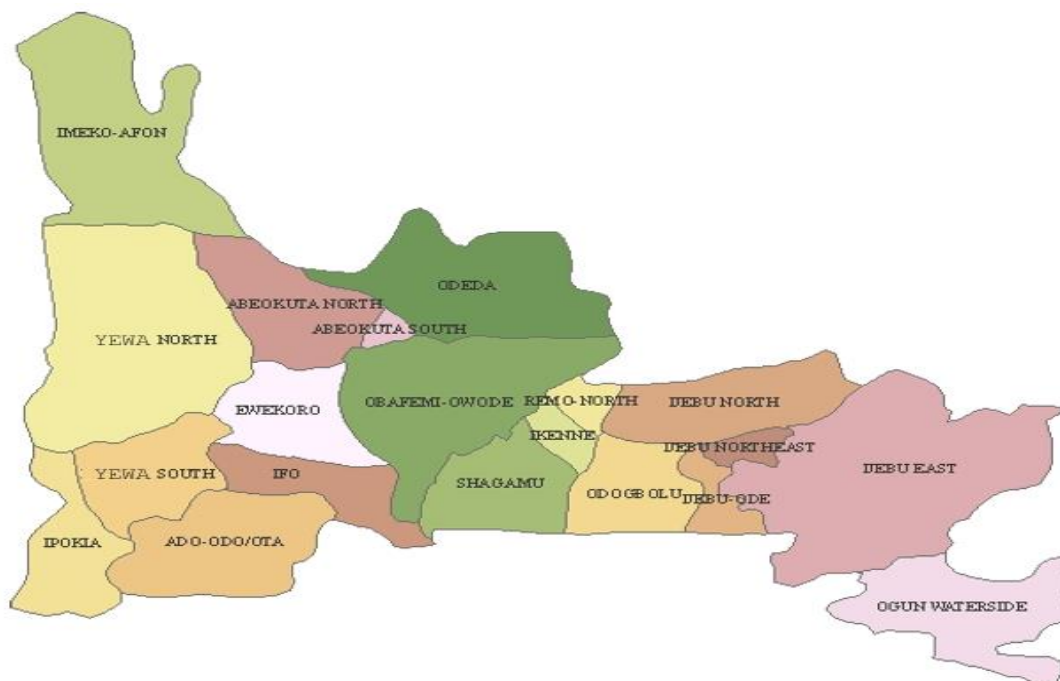 IMEKO-AFON
ODEDA
ABEOKUTA NORTH
ABEOKUTA SOUTH
YEWA NORTH
OBAFEMI-OWODE
REMO-NORTH
IJEBU NORTH
EWEKORO
IKENNE
IJEBU NORTHEAST
IJEBU EAST
YEWA SOUTH
IFO
SHAGAMU
ODOGBOLU
IJEBU-ODE
IPOKIA
ADO-ODO/OTA
OGUN WATERSIDE